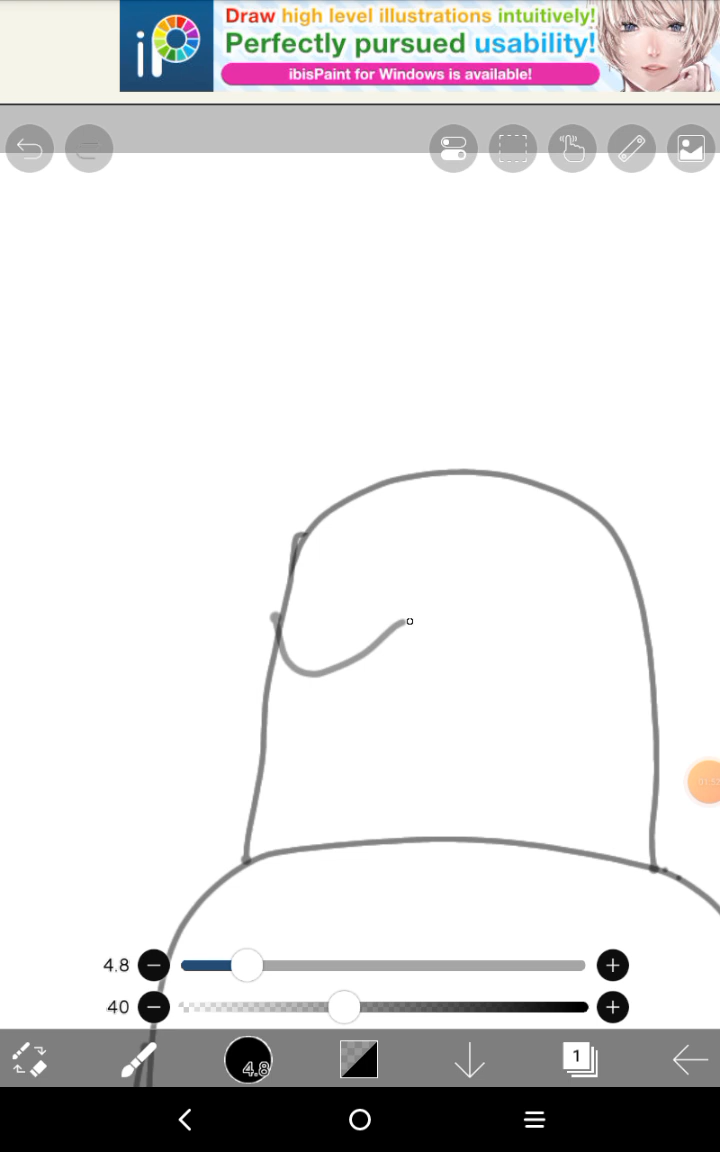 iP
Draw high level illustrations intuitively!
Perfectly pursued usability!
ibisPaint for Windows is available!
4.8
40
4.8
1